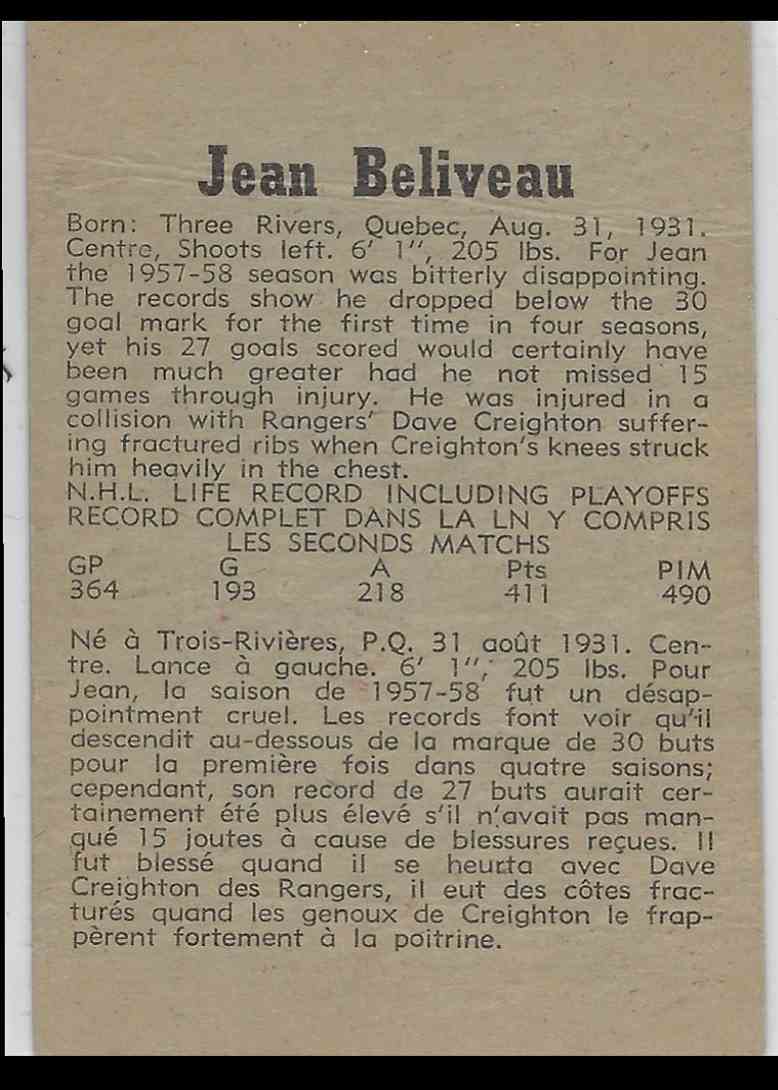 Jean Beliveau
Born: Three Rivers, Quebec, Aug. 31, 1931.
Centre, Shoots left. 6' 1", 205 lbs. For Jean
the 1957-58 season was bitterly disappointing.
The records show he dropped below the 30
goal mark for the first time in four seasons,
yet his 27 goals scored would certainly have
been much greater had he not missed 15
games through injury. He was injured in a
collision with Rangers' Dave Creighton suffer-
ing fractured ribs when Creighton's knees struck
him heavily in the chest.
N.H.L. LIFE RECORD INCLUDING PLAYOFFS
RECORD COMPLET DANS LA LN Y COMPRIS
LES SECONDS MATCHS
GP G A Pts PIM
364 193 218 411 490
Né à Trois-Rivières, P.Q. 31 août 1931. Cen-
tre. Lance à gauche. 6' 1", 205 lbs. Pour
Jean, la saison de 1957-58 fut un désap-
pointment cruel. Les records font voir qu'il
descendit au-dessous de la marque de 30 buts
pour la première fois dans quatre saisons;
cependant, son record de 27 buts aurait cer-
tainement été plus élevé s'il n'avait pas man-
qué 15 joutes à cause de blessures reçues. Il
fut blessé quand il se heurta avec Dave
Creighton des Rangers, il eut des côtes frac-
turés quand les genoux de Creighton le frap-
pèrent fortement à la poitrine.